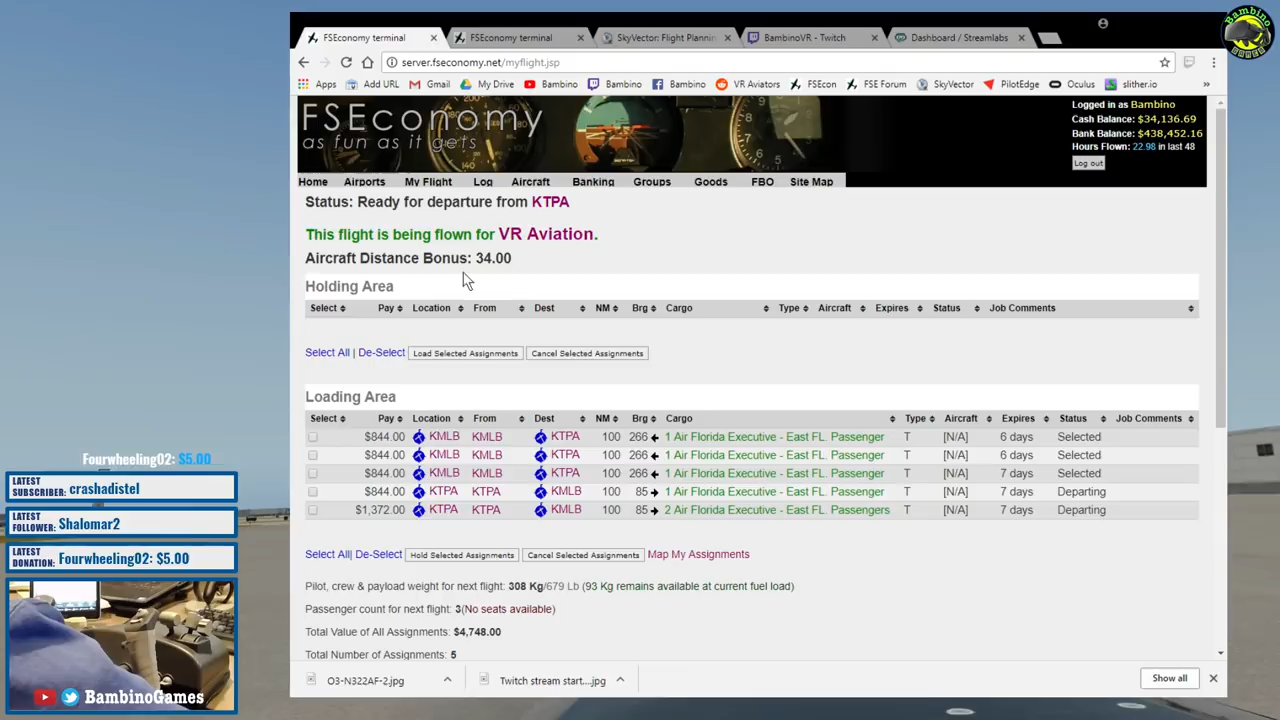 Bambino
GAMES
FSEconomy terminal
FSEconomy terminal
SkyVector: Flight Plannin
BambinoVR - Twitch
Dashboard / Streamlabs
server.fseconomy.net/myflight.jsp
Apps Add URL Gmail My Drive Bambino Bambino Bambino VR Aviators FSEcon FSE Forum SkyVector PilotEdge Oculus slither.io »
FSEconomy
as fun as it gets
Logged in as Bambino
Cash Balance: $34,136.69
Bank Balance: $438,452.16
Hours Flown: 22.98 in last 48
Log out
Home Airports My Flight Log Aircraft Banking Groups Goods FBO Site Map
Status: Ready for departure from KTPA
This flight is being flown for VR Aviation.
Aircraft Distance Bonus: 34.00
Holding Area
Select Pay Location From Dest NM Brg Cargo Type Aircraft Expires Status Job Comments
Select All | De-Select Load Selected Assignments Cancel Selected Assignments
Loading Area
Select Pay Location From Dest NM Brg Cargo Type Aircraft Expires Status Job Comments
$844.00 KMLB KMLB KTPA 100 266 1 Air Florida Executive - East FL. Passenger T [N/A] 6 days Selected
$844.00 KMLB KMLB KTPA 100 266 1 Air Florida Executive - East FL. Passenger T [N/A] 6 days Selected
$844.00 KMLB KMLB KTPA 100 266 1 Air Florida Executive - East FL. Passenger T [N/A] 7 days Selected
$844.00 KTPA KTPA KMLB 100 85 1 Air Florida Executive - East FL. Passenger T [N/A] 7 days Departing
$1,372.00 KTPA KTPA KMLB 100 85 2 Air Florida Executive - East FL. Passengers T [N/A] 7 days Departing
Select All| De-Select Hold Selected Assignments Cancel Selected Assignments Map My Assignments
Pilot, crew & payload weight for next flight: 308 Kg/679 Lb (93 Kg remains available at current fuel load)
Passenger count for next flight: 3(No seats available)
Total Value of All Assignments: $4,748.00
Total Number of Assignments: 5
O3-N322AF-2.jpg
Twitch stream start....jpg
Show all
Fourwheeling02: $5.00
LATEST SUBSCRIBER: crashadistel
LATEST FOLLOWER: Shalomar2
LATEST DONATION: Fourwheeling02: $5.00
BambinoGames